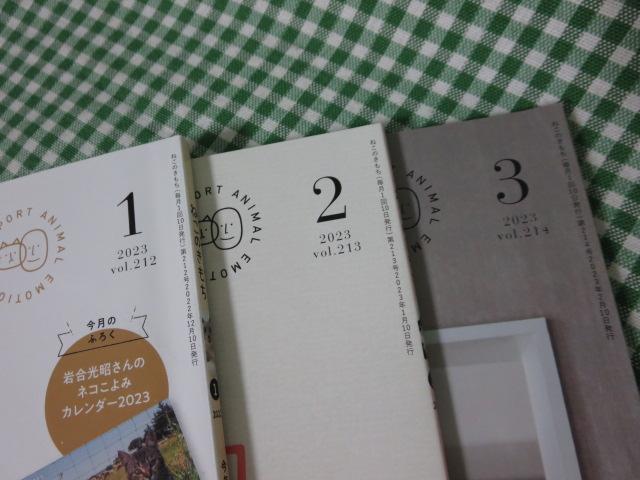 PORT ANIMAL EMOTIO
1
2023
vol.212
ねこのきもち(毎月1回10日発行)第212号2022年12月10日発行
今月の
ふろく
岩合光昭さんの
ネコこよみ
カレンダー2023
ORT ANIMAL EMOTION
2
2023
vol.213
ねこのきもち(毎月1回10日発行)第213号2023年1月10日発行
3
2023
vol.214
ねこのきもち(毎月1回10日発行)第214号2023年2月10日発行